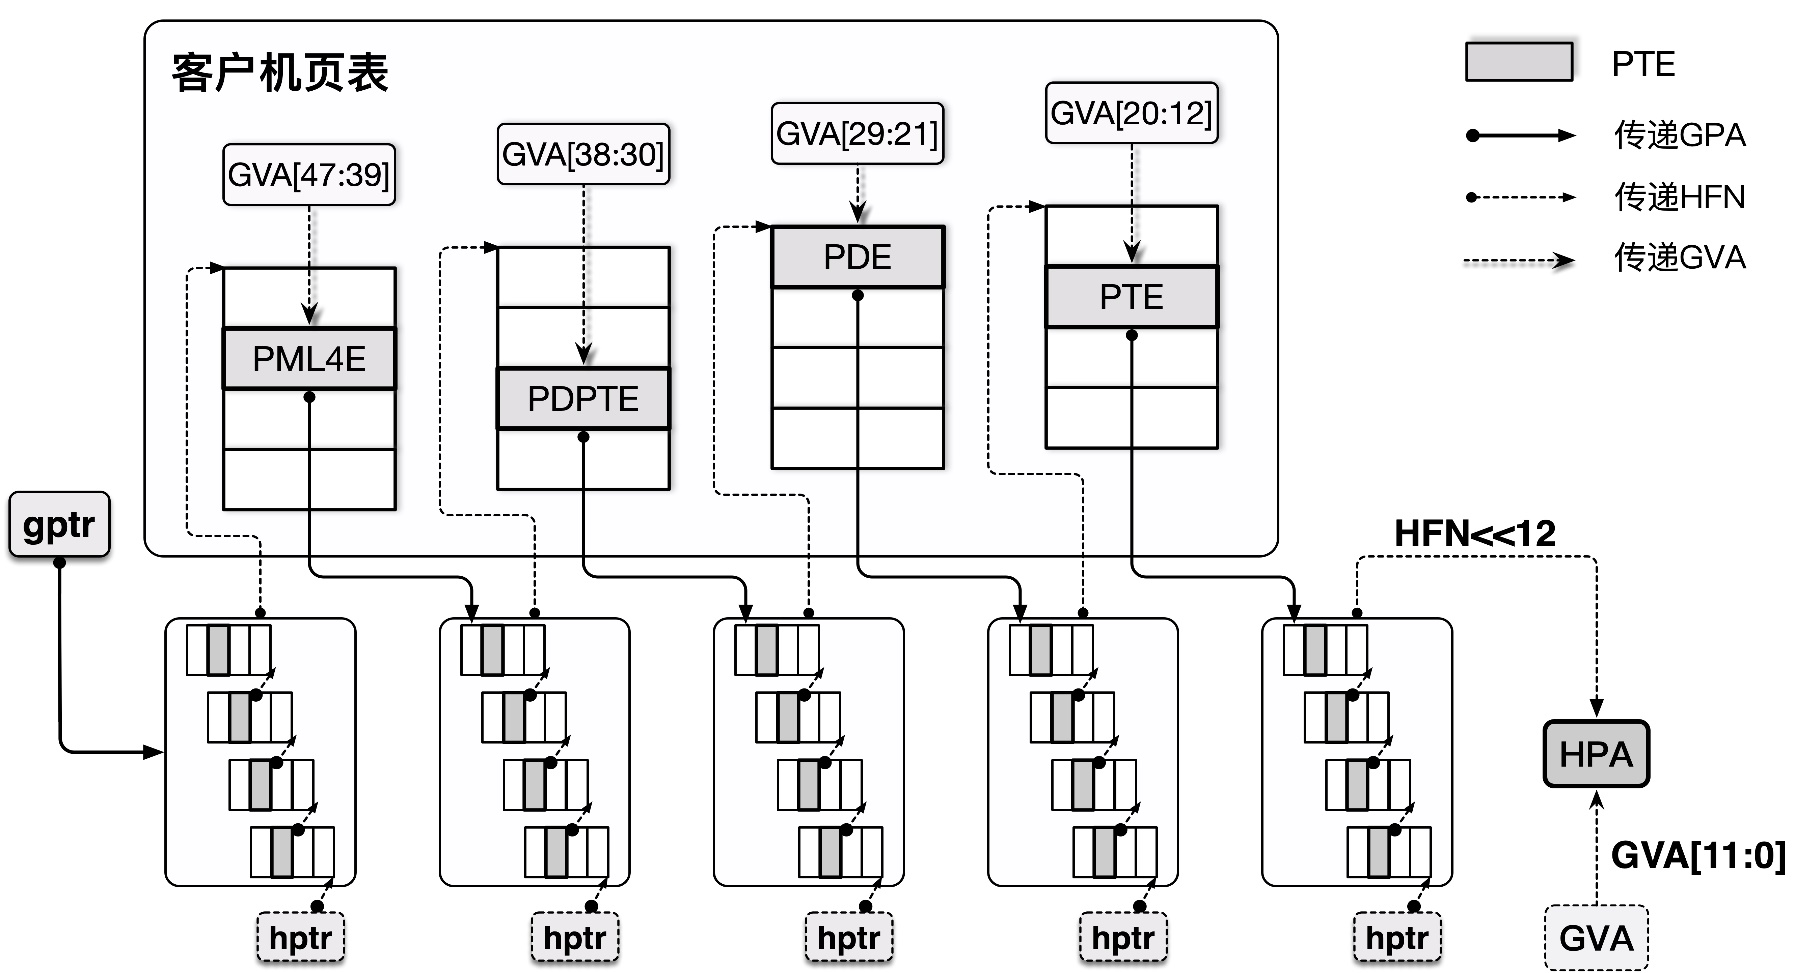 客户机页表
GVA[47:39]
GVA[38:30]
GVA[29:21]
GVA[20:12]
PML4E
PDPTE
PDE
PTE
PTE
传递GPA
传递HFN
传递GVA
gptr
HFN<<12
HPA
GVA[11:0]
GVA
hptr
hptr
hptr
hptr
hptr